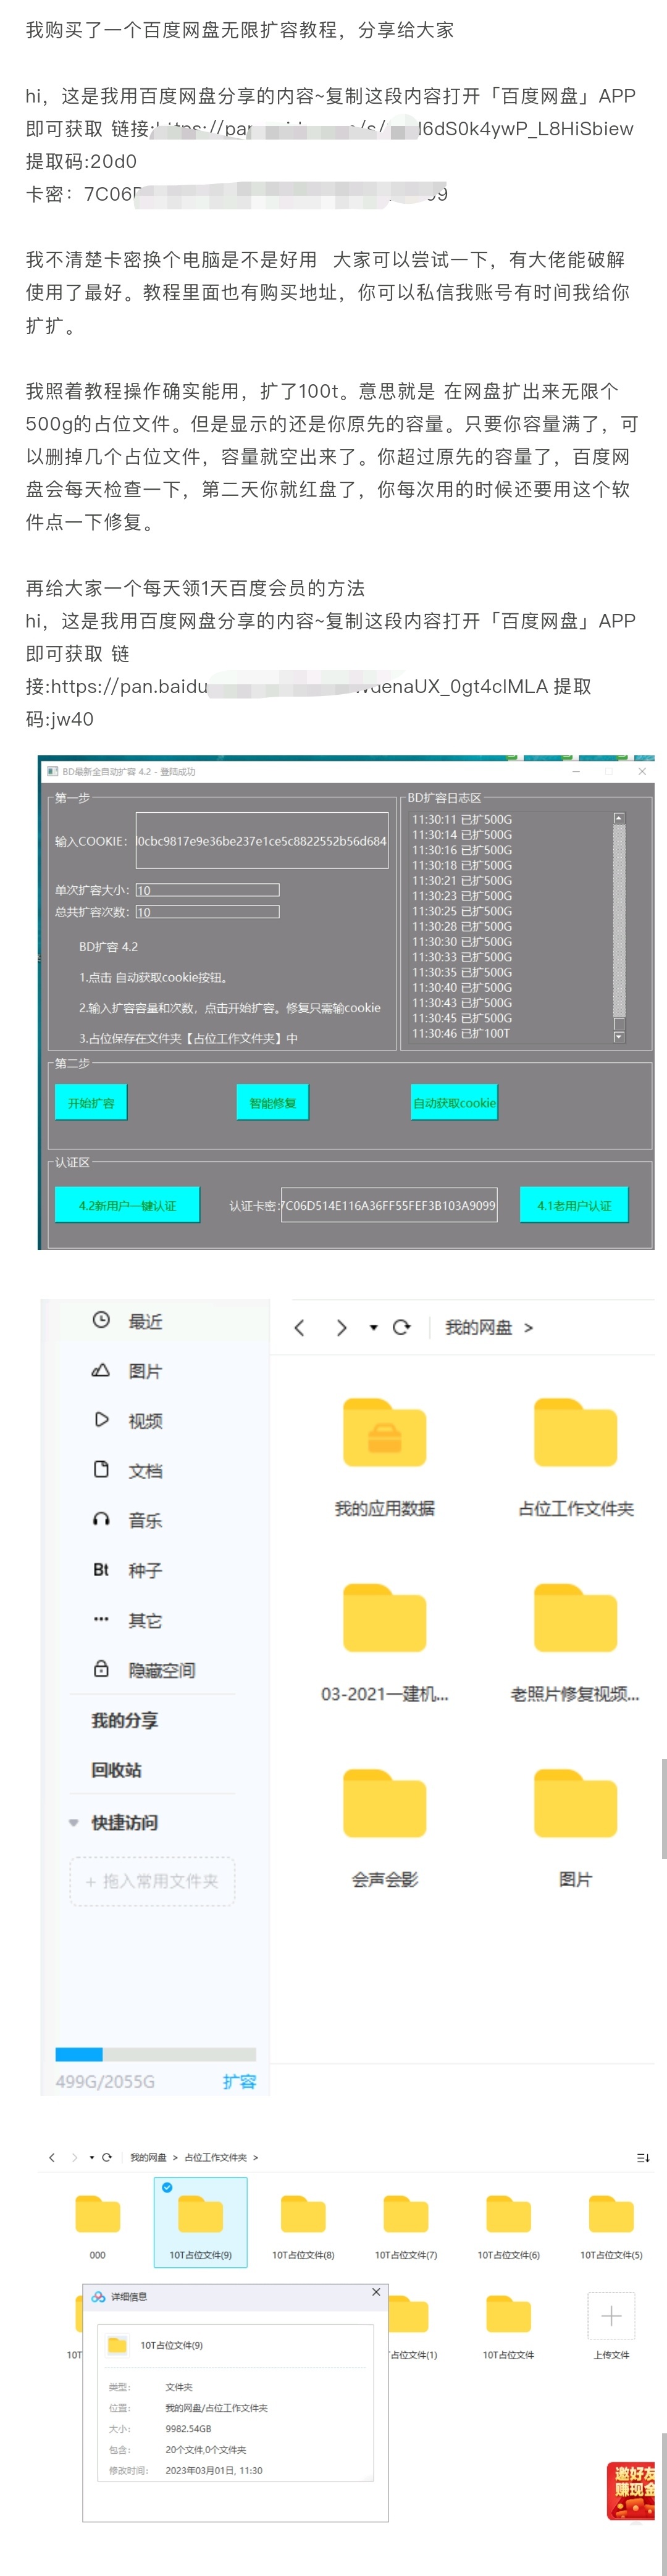 我购买了一个百度网盘无限扩容教程，分享给大家
hi，这是我用百度网盘分享的内容~复制这段内容打开「百度网盘」APP
即可获取 链接:https://pan /s/ l6dS0k4ywP_L8HiSbiew
提取码:20d0
卡密：7C06 9
我不清楚卡密换个电脑是不是好用 大家可以尝试一下，有大佬能破解
使用了最好。教程里面也有购买地址，你可以私信我账号有时间我给你
扩扩。
我照着教程操作确实能用，扩了100t。意思就是 在网盘扩出来无限个
500g的占位文件。但是显示的还是你原先的容量。只要你容量满了，可
以删掉几个占位文件，容量就空出来了。你超过原先的容量了，百度网
盘会每天检查一下，第二天你就红盘了，你每次用的时候还要用这个软
件点一下修复。
再给大家一个每天领1天百度会员的方法
hi，这是我用百度网盘分享的内容~复制这段内容打开「百度网盘」APP
即可获取 链
接:https://pan.baidu denaUX_0gt4clMLA 提取
码:jw40
BD最新全自动扩容 4.2 - 登陆成功
第一步
输入COOKIE: l0cbc9817e9e36be237e1ce5c8822552b56d684
单次扩容大小: 10
总共扩容次数: 10
BD扩容 4.2
1.点击 自动获取cookie按钮。
2.输入扩容容量和次数，点击开始扩容。修复只需输cookie
3.占位保存在文件夹【占位工作文件夹】中
BD扩容日志区
11:30:11 已扩500G
11:30:14 已扩500G
11:30:16 已扩500G
11:30:18 已扩500G
11:30:21 已扩500G
11:30:23 已扩500G
11:30:25 已扩500G
11:30:28 已扩500G
11:30:30 已扩500G
11:30:33 已扩500G
11:30:35 已扩500G
11:30:40 已扩500G
11:30:43 已扩500G
11:30:45 已扩500G
11:30:46 已扩100T
第二步
开始扩容 智能修复 自动获取cookie
认证区
4.2新用户一键认证 认证卡密: 7C06D514E116A36FF55FEF3B103A9099 4.1老用户认证
最近
图片
视频
文档
音乐
Bt 种子
其它
隐藏空间
我的分享
回收站
快捷访问
+ 拖入常用文件夹
499G/2055G 扩容
我的网盘 >
我的应用数据 占位工作文件夹
03-2021一建机... 老照片修复视频...
会声会影 图片
我的网盘 > 占位工作文件夹 >
000 10T占位文件(9) 10T占位文件(8) 10T占位文件(7) 10T占位文件(6) 10T占位文件(5)
10T 占位文件(1) 10T占位文件 上传文件
详细信息
10T占位文件(9)
类型: 文件夹
位置: 我的网盘/占位工作文件夹
大小: 9982.54GB
包含: 20个文件,0个文件夹
修改时间: 2023年03月01日, 11:30
邀好友
赚现金